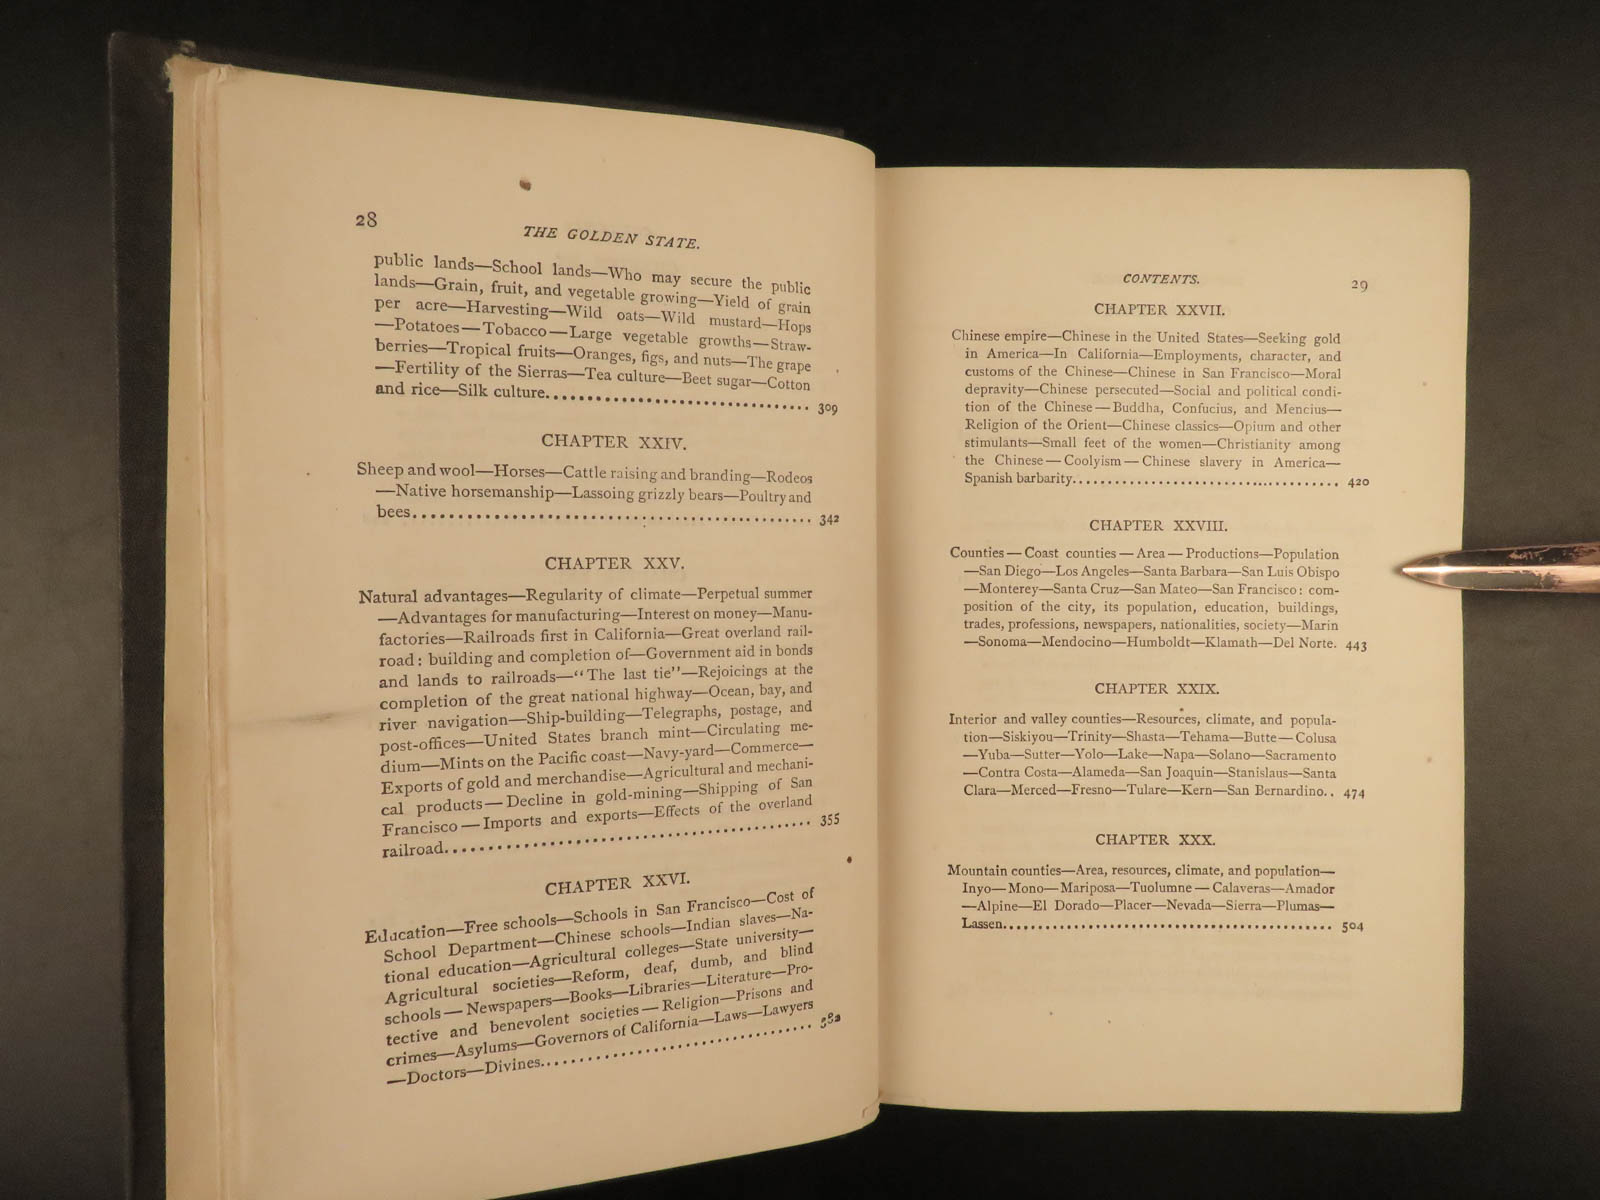 28
THE GOLDEN STATE.
public lands—School lands—Who may secure the public
lands—Grain, fruit, and vegetable growing—Yield of grain
per acre—Harvesting—Wild oats—Wild mustard—Hops
—Potatoes—Tobacco—Large vegetable growths—Straw-
berries—Tropical fruits—Oranges, figs, and nuts—The grape
—Fertility of the Sierras—Tea culture—Beet sugar—Cotton
and rice—Silk culture................................ 309
CHAPTER XXIV.
Sheep and wool—Horses—Cattle raising and branding—Rodeos
—Native horsemanship—Lassoing grizzly bears—Poultry and
bees................................................ 342
CHAPTER XXV.
Natural advantages—Regularity of climate—Perpetual summer
—Advantages for manufacturing—Interest on money—Manu-
factories—Railroads first in California—Great overland rail-
road: building and completion of—Government aid in bonds
and lands to railroads—“The last tie”—Rejoicings at the
completion of the great national highway—Ocean, bay, and
river navigation—Ship-building—Telegraphs, postage, and
post-offices—United States branch mint—Circulating me-
dium—Mints on the Pacific coast—Navy-yard—Commerce—
Exports of gold and merchandise—Agricultural and mechani-
cal products—Decline in gold-mining—Shipping of San
Francisco—Imports and exports—Effects of the overland
railroad............................................ 355
CHAPTER XXVI.
Education—Free schools—Schools in San Francisco—Cost of
School Department—Chinese schools—Indian slaves—Na-
tional education—Agricultural colleges—State university—
Agricultural societies—Reform, deaf, dumb, and blind
schools—Newspapers—Books—Libraries—Literature—Pro-
tective and benevolent societies—Religion—Prisons and
crimes—Asylums—Governors of California—Laws—Lawyers
—Doctors—Divines.................................. 382
CONTENTS.
29
CHAPTER XXVII.
Chinese empire—Chinese in the United States—Seeking gold
in America—In California—Employments, character, and
customs of the Chinese—Chinese in San Francisco—Moral
depravity—Chinese persecuted—Social and political condi-
tion of the Chinese—Buddha, Confucius, and Mencius—
Religion of the Orient—Chinese classics—Opium and other
stimulants—Small feet of the women—Christianity among
the Chinese—Coolyism—Chinese slavery in America—
Spanish barbarity.................................... 420
CHAPTER XXVIII.
Counties—Coast counties—Area—Productions—Population
—San Diego—Los Angeles—Santa Barbara—San Luis Obispo
—Monterey—Santa Cruz—San Mateo—San Francisco: com-
position of the city, its population, education, buildings,
trades, professions, newspapers, nationalities, society—Marin
—Sonoma—Mendocino—Humboldt—Klamath—Del Norte. 443
CHAPTER XXIX.
Interior and valley counties—Resources, climate, and popula-
tion—Siskiyou—Trinity—Shasta—Tehama—Butte—Colusa
—Yuba—Sutter—Yolo—Lake—Napa—Solano—Sacramento
—Contra Costa—Alameda—San Joaquin—Stanislaus—Santa
Clara—Merced—Fresno—Tulare—Kern—San Bernardino.. 474
CHAPTER XXX.
Mountain counties—Area, resources, climate, and population—
Inyo—Mono—Mariposa—Tuolumne—Calaveras—Amador
—Alpine—El Dorado—Placer—Nevada—Sierra—Plumas—
Lassen............................................... 504